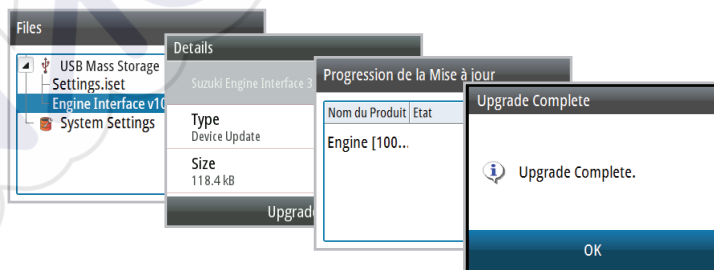 Files
USB Mass Storage
Settings.iset
Engine Interface v10
System Settings
Details
Suzuki Engine Interface 3
Type
Device Update
Size
118.4 kB
Upgrad
Progression de la Mise à jour
Nom du Produit Etat
Engine [100...
Upgrade Complete
Upgrade Complete.
OK